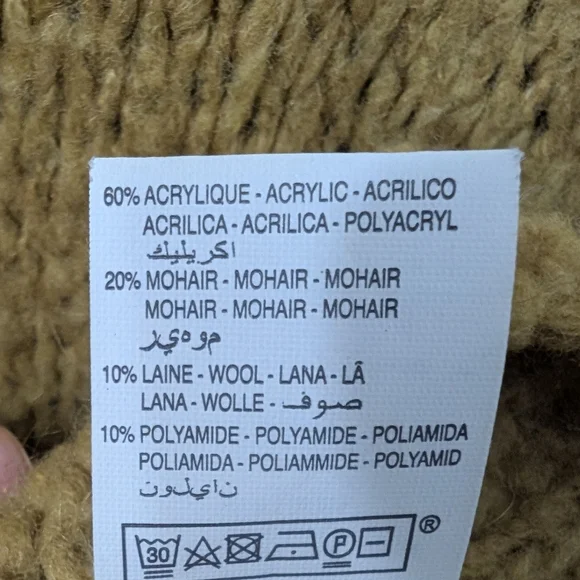 60% ACRYLIQUE - ACRYLIC - ACRILICO
ACRILICA - ACRILICA - POLYACRYL
اكريليك
20% MOHAIR - MOHAIR - MOHAIR
MOHAIR - MOHAIR - MOHAIR
موهير
10% LAINE - WOOL - LANA - LÂ
LANA - WOLLE - صوف
10% POLYAMIDE - POLYAMIDE - POLIAMIDA
POLIAMIDA - POLIAMMIDE - POLYAMID
نايلون
30 P ®